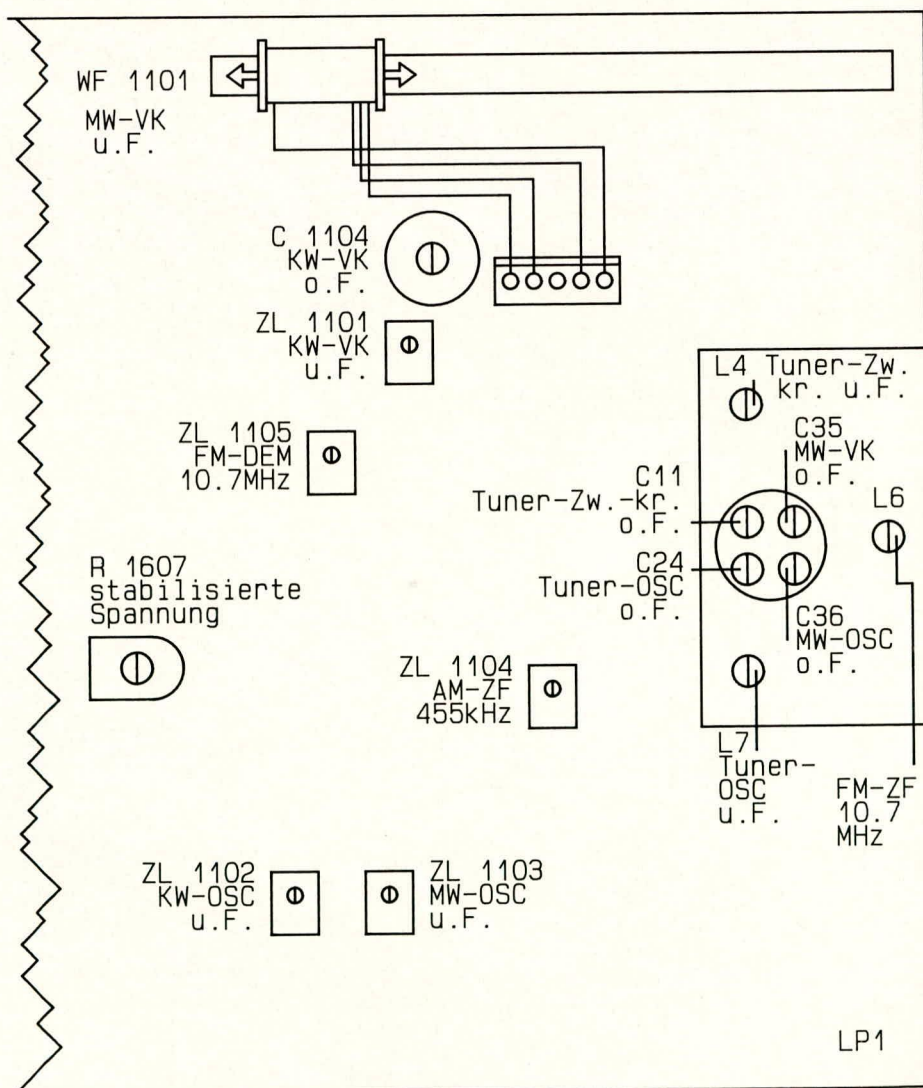 WF 1101
MW-VK
u.F.
C 1104
KW-VK
o.F.
ZL 1101
KW-VK
u.F.
L4 Tuner-Zw.
kr. u.F.
ZL 1105
FM-DEM
10.7MHz
C35
MW-VK
o.F.
C11
Tuner-Zw.-kr.
o.F.
L6
R 1607
stabilisierte
Spannung
C24
Tuner-OSC
o.F.
C36
MW-OSC
o.F.
ZL 1104
AM-ZF
455kHz
L7
Tuner-
OSC
u.F.
FM-ZF
10.7
MHz
ZL 1102
KW-OSC
u.F.
ZL 1103
MW-OSC
u.F.
LP1